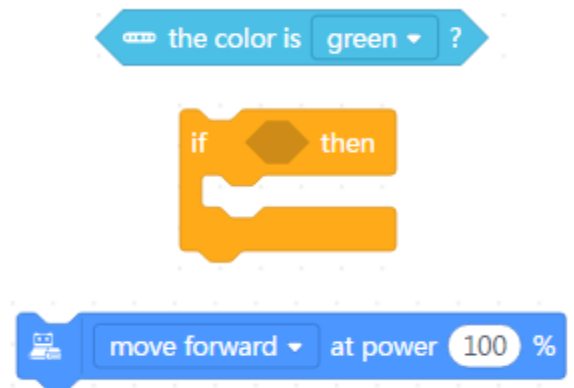 the color is green ?
if then
move forward at power 100 %